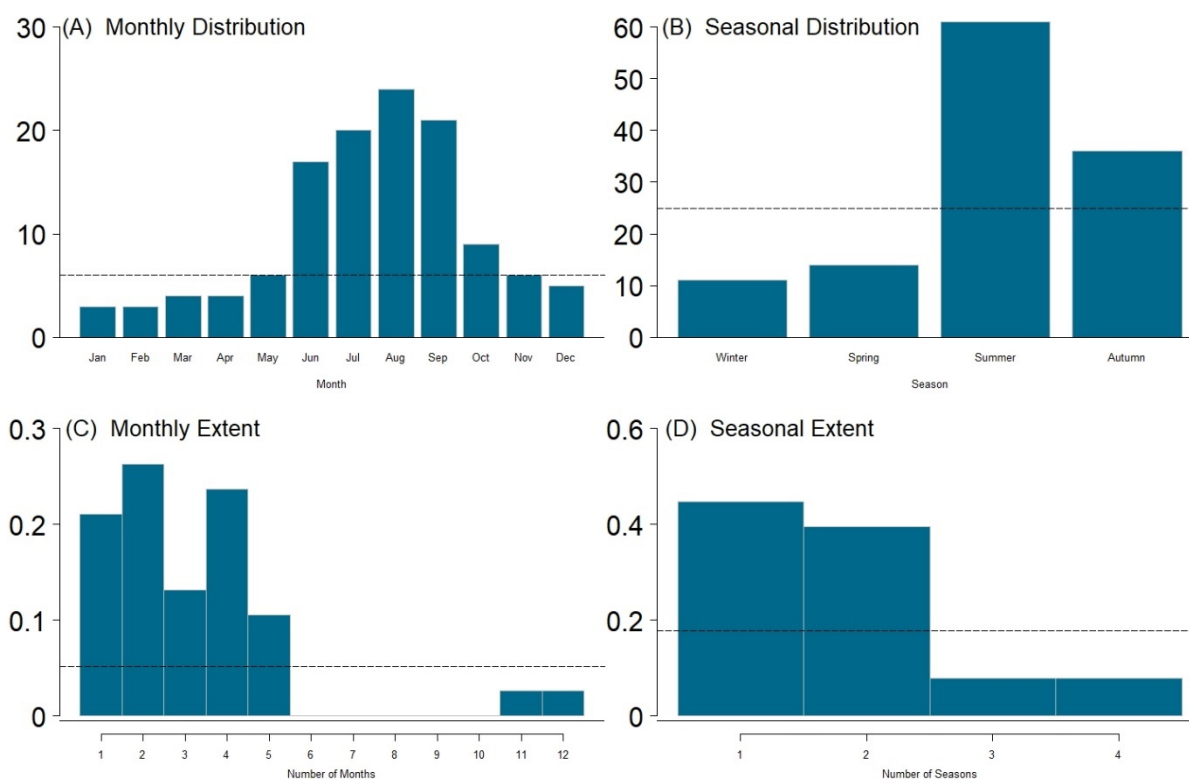 (A) Monthly Distribution
30
20
10
0
Jan Feb Mar Apr May Jun Jul Aug Sep Oct Nov Dec
Month
(B) Seasonal Distribution
60
50
40
30
20
10
0
Winter Spring Summer Autumn
Season
(C) Monthly Extent
0.3
0.2
0.1
0
1 2 3 4 5 6 7 8 9 10 11 12
Number of Months
(D) Seasonal Extent
0.6
0.4
0.2
0
1 2 3 4
Number of Seasons